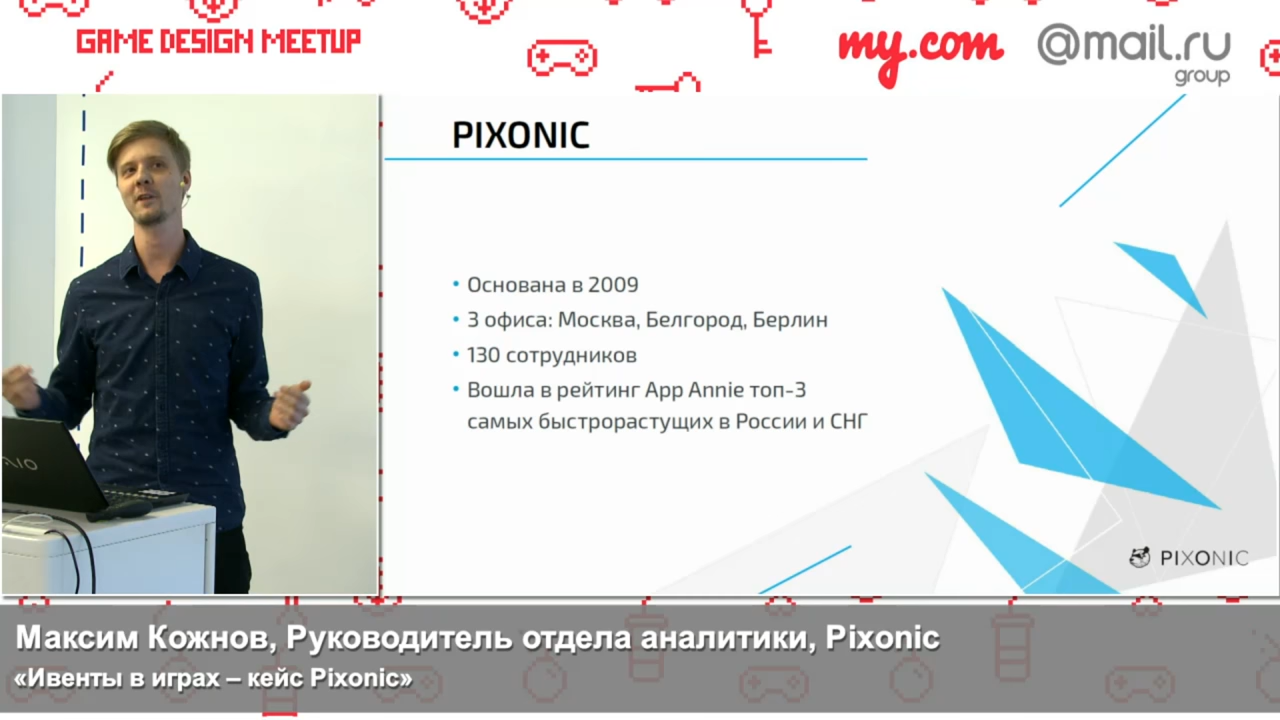 GAME DESIGN MEETUP
my.com
@mail.ru
group
PIXONIC
• Основана в 2009
• 3 офиса: Москва, Белгород, Берлин
• 130 сотрудников
• Вошла в рейтинг App Annie топ-3
самых быстрорастущих в России и СНГ
PIXONIC
Максим Кожнов, Руководитель отдела аналитики, Pixonic
«Ивенты в играх – кейс Pixonic»